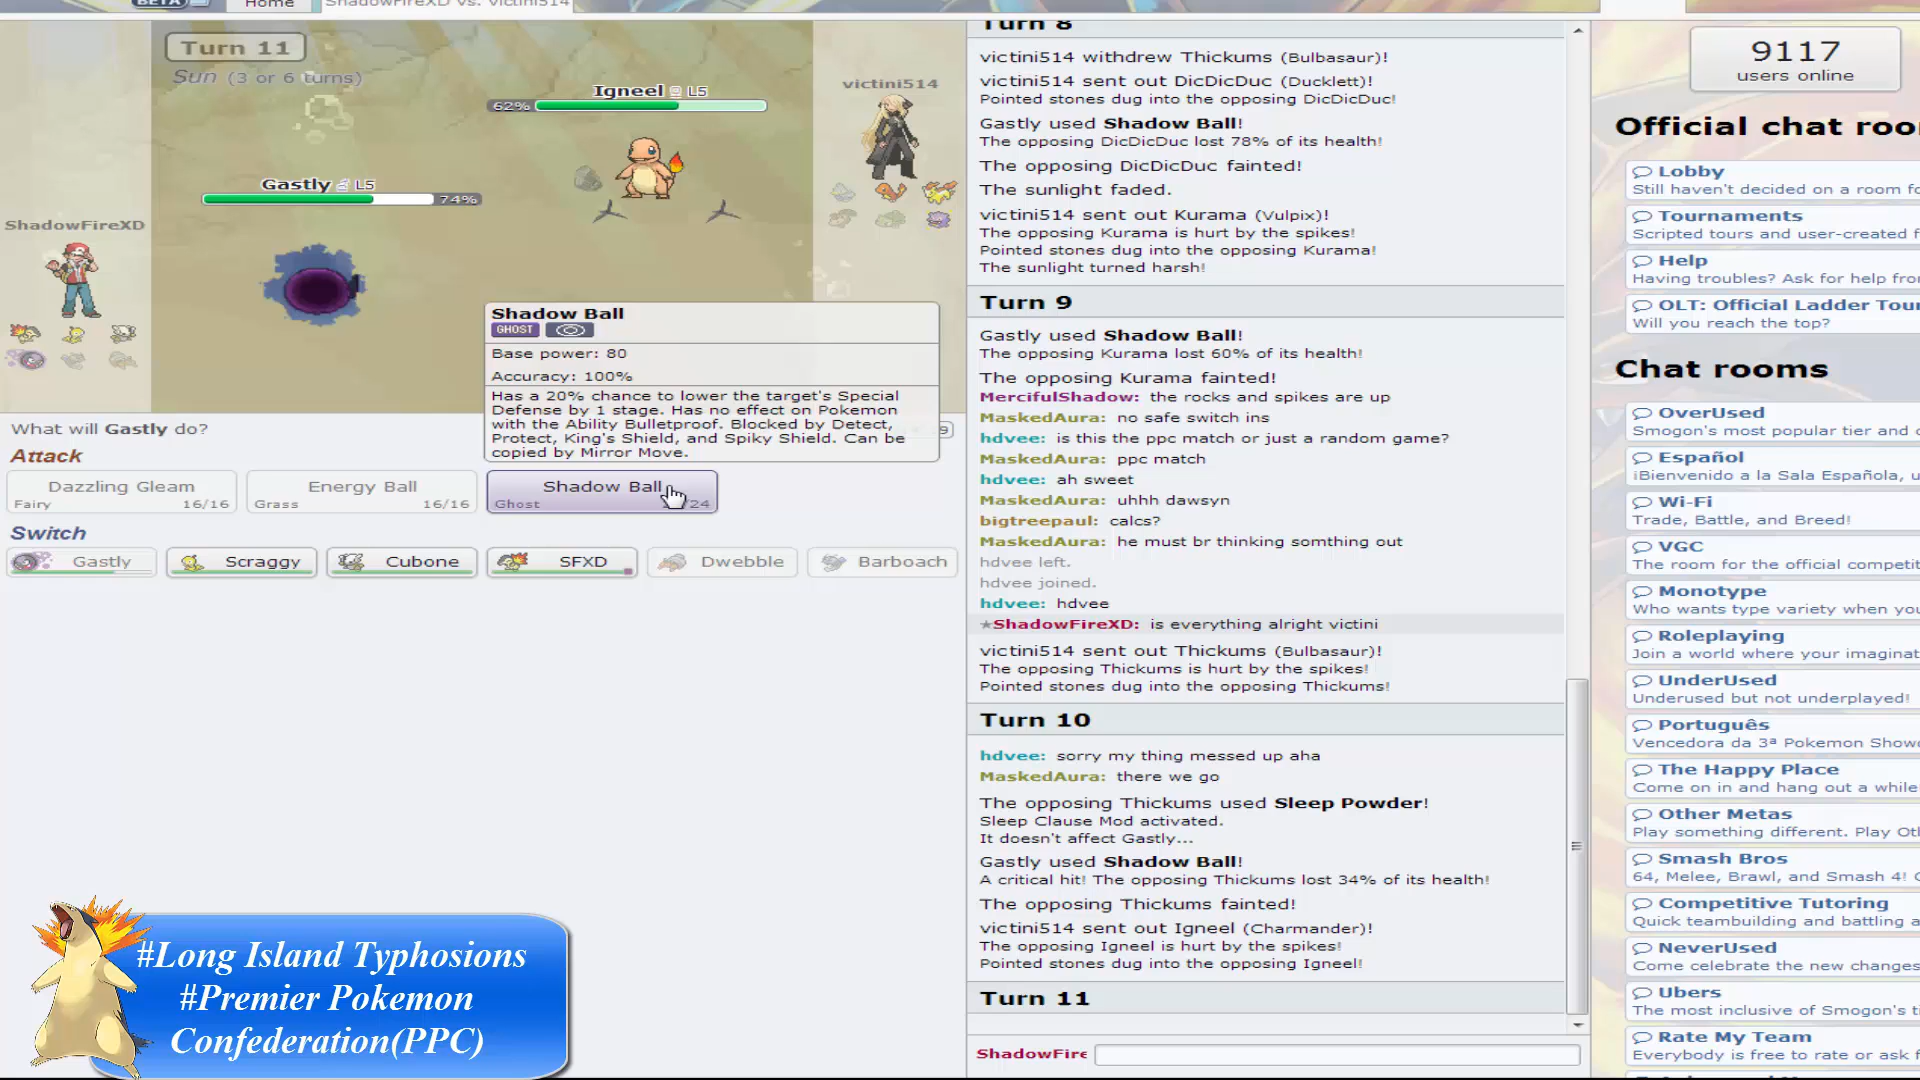 BETA
Home
ShadowFireXD vs. victini514
Turn 11
Sun (3 or 6 turns)
Igneel L5
62%
victini514
Gastly L5
74%
ShadowFireXD
Shadow Ball
GHOST
Base power: 80
Accuracy: 100%
Has a 20% chance to lower the target's Special
Defense by 1 stage. Has no effect on Pokemon
with the Ability Bulletproof. Blocked by Detect,
Protect, King's Shield, and Spiky Shield. Can be
copied by Mirror Move.
What will Gastly do?
Attack
Dazzling Gleam
Fairy 16/16
Energy Ball
Grass 16/16
Shadow Ball
Ghost /24
Switch
Gastly
Scraggy
Cubone
SFXD
Dwebble
Barboach
#Long Island Typhosions
#Premier Pokemon
Confederation(PPC)
Turn 8
victini514 withdrew Thickums (Bulbasaur)!
victini514 sent out DicDicDuc (Ducklett)!
Pointed stones dug into the opposing DicDicDuc!
Gastly used Shadow Ball!
The opposing DicDicDuc lost 78% of its health!
The opposing DicDicDuc fainted!
The sunlight faded.
victini514 sent out Kurama (Vulpix)!
The opposing Kurama is hurt by the spikes!
Pointed stones dug into the opposing Kurama!
The sunlight turned harsh!
Turn 9
Gastly used Shadow Ball!
The opposing Kurama lost 60% of its health!
The opposing Kurama fainted!
MercifulShadow: the rocks and spikes are up
MaskedAura: no safe switch ins
hdvee: is this the ppc match or just a random game?
MaskedAura: ppc match
hdvee: ah sweet
MaskedAura: uhhh dawsyn
bigtreepaul: calcs?
MaskedAura: he must br thinking somthing out
hdvee left.
hdvee joined.
hdvee: hdvee
★ShadowFireXD: is everything alright victini
victini514 sent out Thickums (Bulbasaur)!
The opposing Thickums is hurt by the spikes!
Pointed stones dug into the opposing Thickums!
Turn 10
hdvee: sorry my thing messed up aha
MaskedAura: there we go
The opposing Thickums used Sleep Powder!
Sleep Clause Mod activated.
It doesn't affect Gastly...
Gastly used Shadow Ball!
A critical hit! The opposing Thickums lost 34% of its health!
The opposing Thickums fainted!
victini514 sent out Igneel (Charmander)!
The opposing Igneel is hurt by the spikes!
Pointed stones dug into the opposing Igneel!
Turn 11
ShadowFire
9117
users online
Official chat roo
Lobby
Still haven't decided on a room fo
Tournaments
Scripted tours and user-created f
Help
Having troubles? Ask for help from
OLT: Official Ladder Tour
Will you reach the top?
Chat rooms
OverUsed
Smogon's most popular tier and o
Español
¡Bienvenido a la Sala Española, u
Wi-Fi
Trade, Battle, and Breed!
VGC
The room for the official competit
Monotype
Who wants type variety when you
Roleplaying
Join a world where your imaginat
UnderUsed
Underused but not underplayed!
Português
Vencedora da 3ª Pokemon Showd
The Happy Place
Come on in and hang out a while
Other Metas
Play something different. Play Oth
Smash Bros
64, Melee, Brawl, and Smash 4! C
Competitive Tutoring
Quick teambuilding and battling a
NeverUsed
Come celebrate the new changes
Ubers
The most inclusive of Smogon's ti
Rate My Team
Everybody is free to rate or ask f